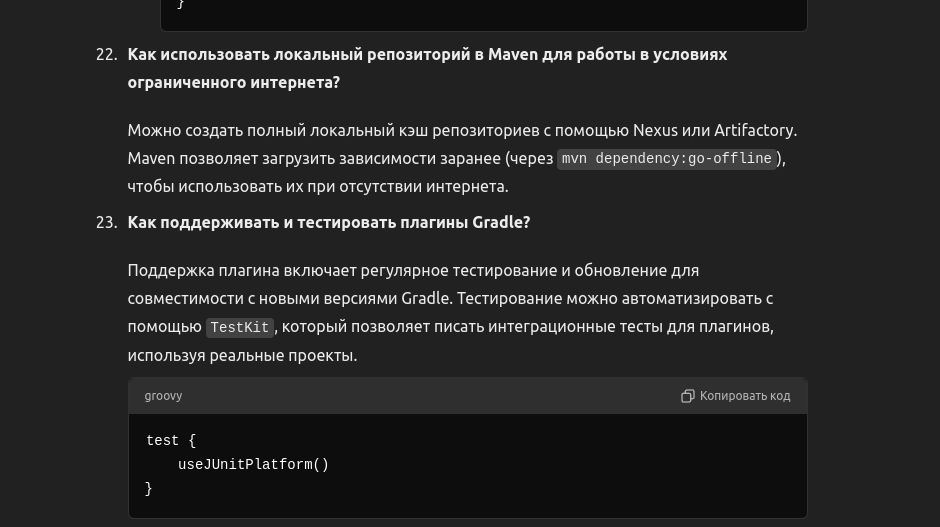 }
22. Как использовать локальный репозиторий в Maven для работы в условиях
ограниченного интернета?
Можно создать полный локальный кэш репозиториев с помощью Nexus или Artifactory.
Maven позволяет загрузить зависимости заранее (через mvn dependency:go-offline),
чтобы использовать их при отсутствии интернета.
23. Как поддерживать и тестировать плагины Gradle?
Поддержка плагина включает регулярное тестирование и обновление для
совместимости с новыми версиями Gradle. Тестирование можно автоматизировать с
помощью TestKit, который позволяет писать интеграционные тесты для плагинов,
используя реальные проекты.
groovy Копировать код
test {
    useJUnitPlatform()
}